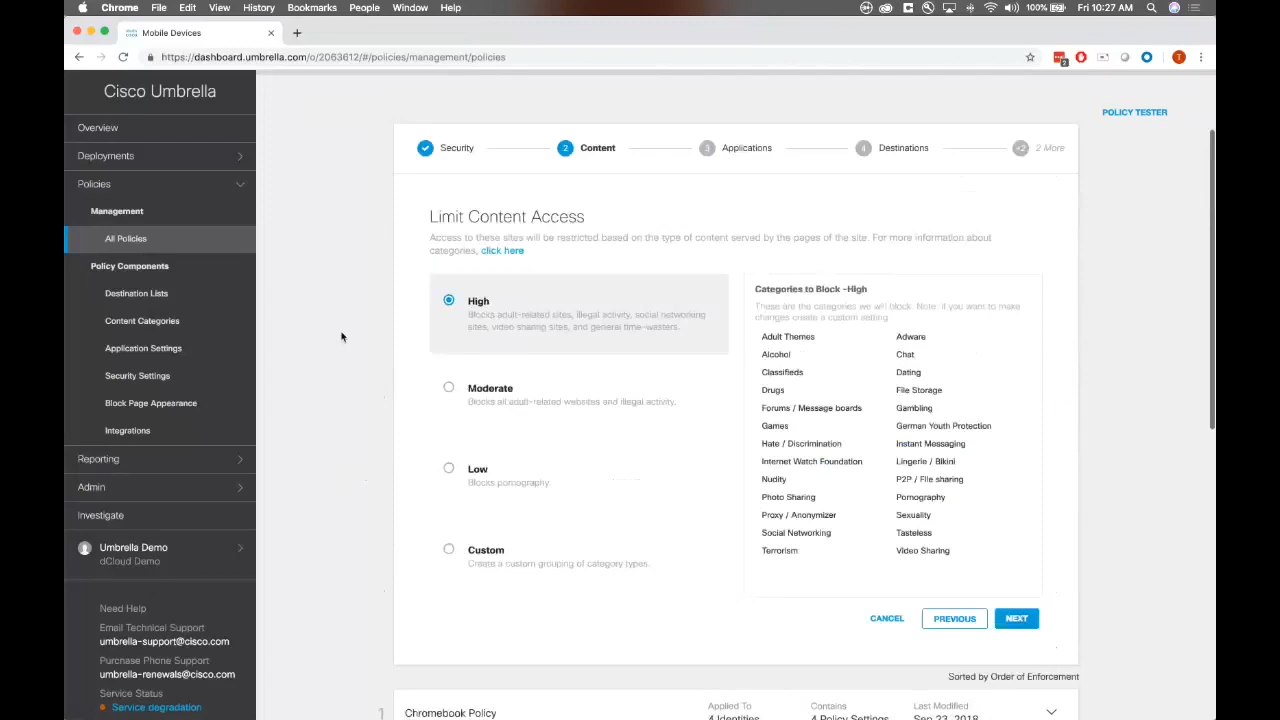 Chrome File Edit View History Bookmarks People Window Help 100% Fri 10:27 AM
Mobile Devices
https://dashboard.umbrella.com/o/2063612/#/policies/management/policies
2
T
Cisco Umbrella
Overview
Deployments
Policies
Management
All Policies
Policy Components
Destination Lists
Content Categories
Application Settings
Security Settings
Block Page Appearance
Integrations
Reporting
Admin
Investigate
Umbrella Demo
dCloud Demo
Need Help
Email Technical Support
umbrella-support@cisco.com
Purchase Phone Support
umbrella-renewals@cisco.com
Service Status
Service degradation
POLICY TESTER
Security 2 Content 3 Applications 4 Destinations +2 2 More
Limit Content Access
Access to these sites will be restricted based on the type of content served by the pages of the site. For more information about
categories, click here
High
Blocks adult-related sites, illegal activity, social networking
sites, video sharing sites, and general time-wasters.
Moderate
Blocks all adult-related websites and illegal activity.
Low
Blocks pornography
Custom
Create a custom grouping of category types.
Categories to Block -High
These are the categories we will block. Note: if you want to make
changes create a custom setting
Adult Themes Adware
Alcohol Chat
Classifieds Dating
Drugs File Storage
Forums / Message boards Gambling
Games German Youth Protection
Hate / Discrimination Instant Messaging
Internet Watch Foundation Lingerie / Bikini
Nudity P2P / File sharing
Photo Sharing Pornography
Proxy / Anonymizer Sexuality
Social Networking Tasteless
Terrorism Video Sharing
CANCEL PREVIOUS NEXT
Sorted by Order of Enforcement
1 Chromebook Policy
Applied To Contains Last Modified
4 Identities 4 Policy Settings Sep 23, 2018